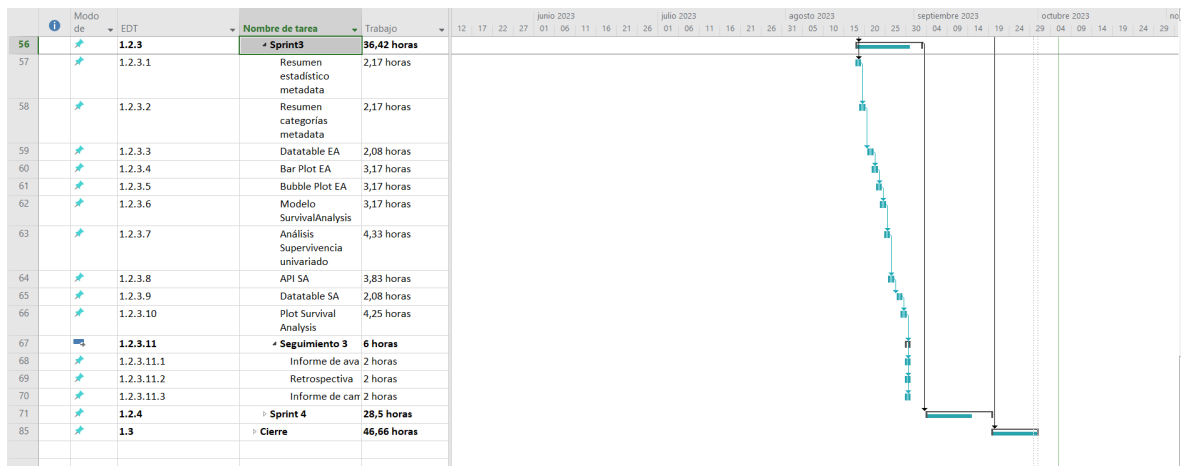 Modo de EDT Nombre de tarea Trabajo
junio 2023 julio 2023 agosto 2023 septiembre 2023 octubre 2023
12 17 22 27 01 06 11 16 21 26 01 06 11 16 21 26 31 05 10 15 20 25 30 04 09 14 19 24 29 04 09 14 19 24 29
56 1.2.3 Sprint3 36,42 horas
57 1.2.3.1 Resumen 2,17 horas
estadístico
metadata
58 1.2.3.2 Resumen 2,17 horas
categorías
metadata
59 1.2.3.3 Datatable EA 2,08 horas
60 1.2.3.4 Bar Plot EA 3,17 horas
61 1.2.3.5 Bubble Plot EA 3,17 horas
62 1.2.3.6 Modelo 3,17 horas
SurvivalAnalysis
63 1.2.3.7 Análisis 4,33 horas
Supervivencia
univariado
64 1.2.3.8 API SA 3,83 horas
65 1.2.3.9 Datatable SA 2,08 horas
66 1.2.3.10 Plot Survival 4,25 horas
Analysis
67 1.2.3.11 Seguimiento 3 6 horas
68 1.2.3.11.1 Informe de ava 2 horas
69 1.2.3.11.2 Retrospectiva 2 horas
70 1.2.3.11.3 Informe de cam 2 horas
71 1.2.4 Sprint 4 28,5 horas
85 1.3 Cierre 46,66 horas